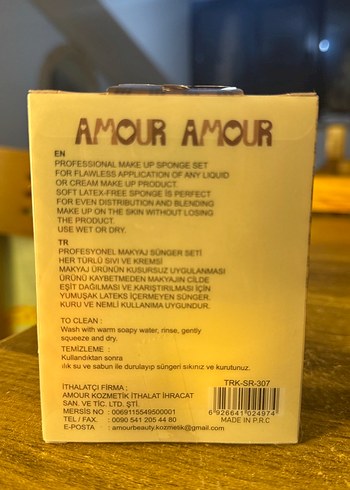 AMOUR AMOUR
EN
PROFESSIONAL MAKE UP SPONGE SET
FOR FLAWLESS APPLICATION OF ANY LIQUID
OR CREAM MAKE UP PRODUCT.
SOFT LATEX-FREE SPONGE IS PERFECT
FOR EVEN DISTRIBUTION AND BLENDING
MAKE UP ON THE SKIN WITHOUT LOSING
THE PRODUCT.
USE WET OR DRY.
TR
PROFESYONEL MAKYAJ SÜNGER SETİ
HER TÜRLÜ SIVI VE KREMSİ
MAKYAJ ÜRÜNÜN KUSURSUZ UYGULANMASI
ÜRÜNÜ KAYBETMEDEN MAKYAJIN CİLDE
EŞİT DAĞILMASI VE KARIŞTIRILMASI İÇİN
YUMUŞAK LATEKS İÇERMEYEN SÜNGER.
KURU VE NEMLİ KULLANIMA UYGUNDUR.
TO CLEAN :
Wash with warm soapy water, rinse, gently
squeeze and dry.
TEMİZLEME :
Kullandıktan sonra
ılık su ve sabun ile durulayıp süngeri sıkınız ve kurutunuz.
İTHALATÇI FİRMA :
AMOUR KOZMETİK İTHALAT İHRACAT
SAN. VE TİC. LTD. ŞTİ.
MERSİS NO : 0069115549500001
TEL / FAX. : 0090 541 205 44 80
E-POSTA : amourbeauty.kozmesk@gmail.com
TRK-SR-307
6 926641 024974
MADE IN P.R.C